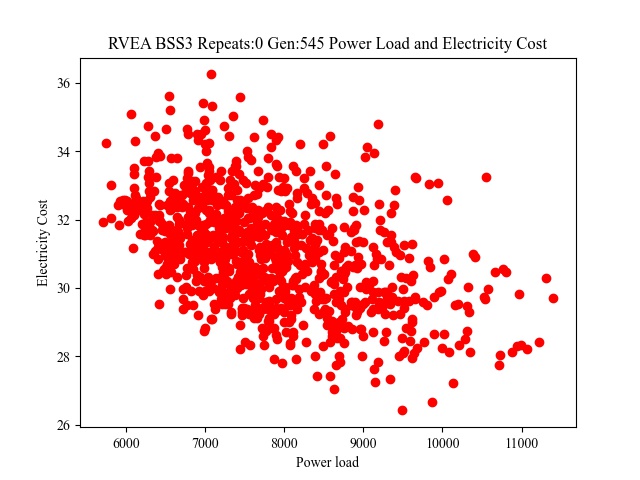 RVEA BSS3 Repeats:0 Gen:545 Power Load and Electricity Cost
36
34
32
30
28
26
Electricity Cost
6000 7000 8000 9000 10000 11000
Power load